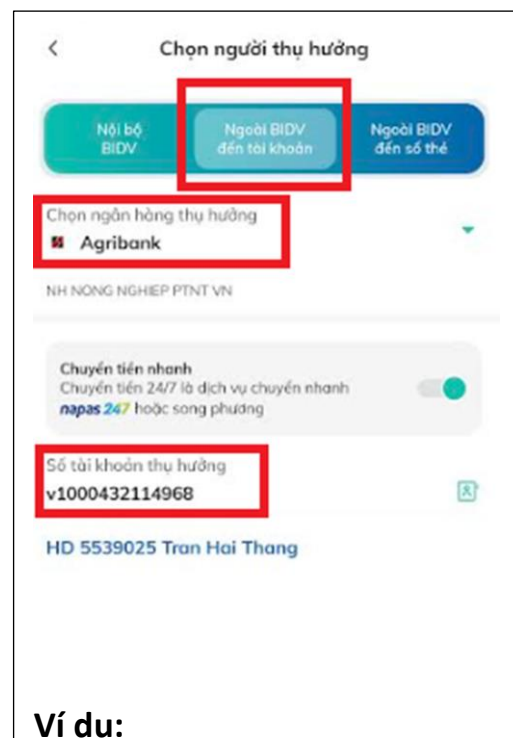 Chọn người thụ hưởng
Nội bộ
BIDV
Ngoài BIDV
đến tài khoản
Ngoài BIDV
đến số thẻ
Chọn ngân hàng thụ hưởng
Agribank
NH NONG NGHIEP PTNT VN
Chuyển tiền nhanh
Chuyển tiền 24/7 là dịch vụ chuyển nhanh
napas 247 hoặc song phương
Số tài khoản thụ hưởng
v1000432114968
HD 5539025 Tran Hai Thang
Ví dụ: